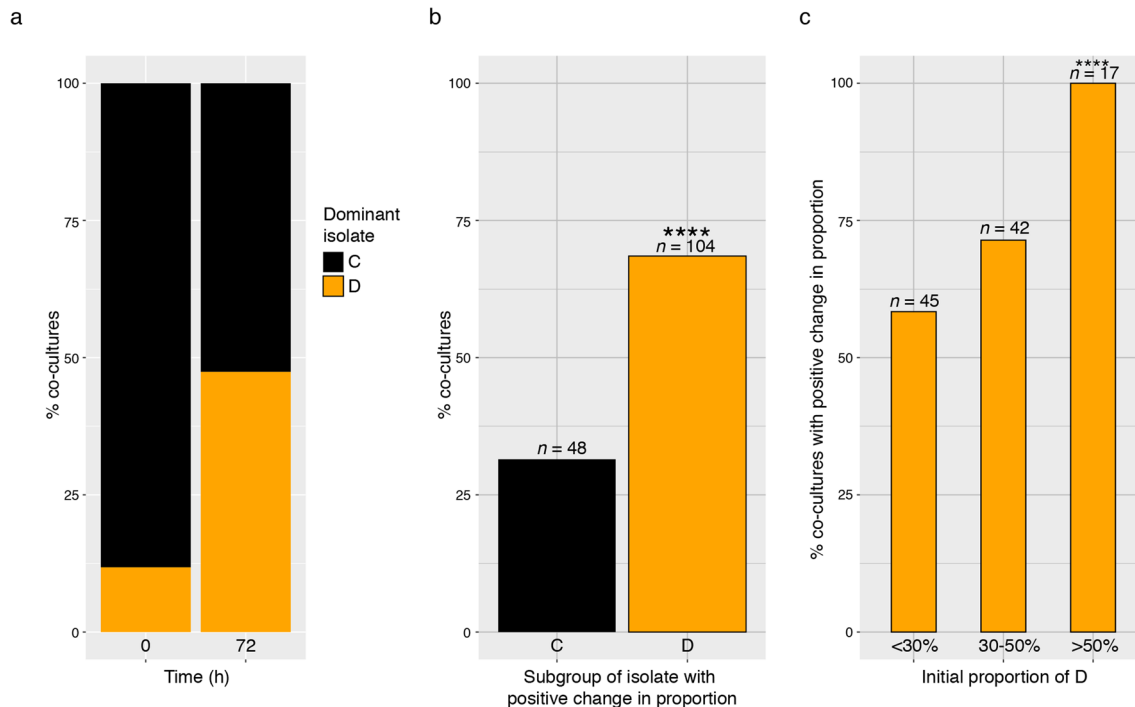 a
100
75
50
25
0
% co-cultures
0
72
Time (h)
Dominant
isolate
C
D
b
100
75
50
25
0
% co-cultures
n = 48
****
n = 104
C
D
Subgroup of isolate with
positive change in proportion
c
100
75
50
25
0
% co-cultures with positive change in proportion
n = 45
n = 42
****
n = 17
<30%
30-50%
>50%
Initial proportion of D